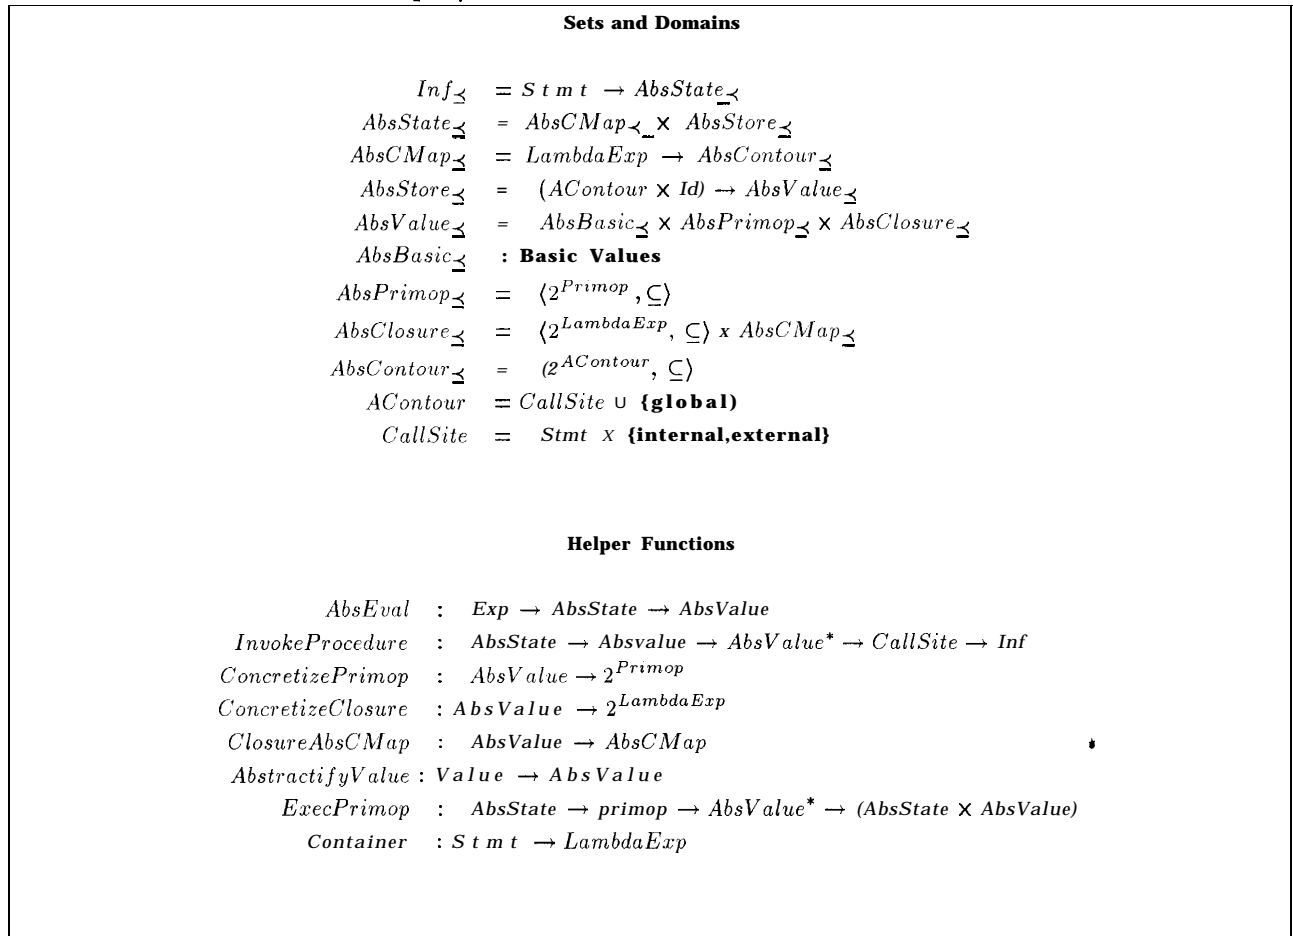 Sets and Domains
Inf⪯ = Stmt → AbsState⪯
AbsState⪯ = AbsCMap⪯ × AbsStore⪯
AbsCMap⪯ = LambdaExp → AbsContour⪯
AbsStore⪯ = (AContour × Id) → AbsValue⪯
AbsValue⪯ = AbsBasic⪯ × AbsPrimop⪯ × AbsClosure⪯
AbsBasic⪯ : Basic Values
AbsPrimop⪯ = ⟨2^Primop, ⊆⟩
AbsClosure⪯ = ⟨2^LambdaExp, ⊆⟩ x AbsCMap⪯
AbsContour⪯ = (2^AContour, ⊆⟩
AContour = CallSite ∪ {global)
CallSite = Stmt X {internal,external}
Helper Functions
AbsEval : Exp → AbsState → AbsValue
InvokeProcedure : AbsState → Absvalue → AbsValue* → CallSite → Inf
ConcretizePrimop : AbsValue → 2^Primop
ConcretizeClosure : AbsValue → 2^LambdaExp
ClosureAbsCMap : AbsValue → AbsCMap
AbstractifyValue : Value → AbsValue
ExecPrimop : AbsState → primop → AbsValue* → (AbsState × AbsValue)
Container : Stmt → LambdaExp